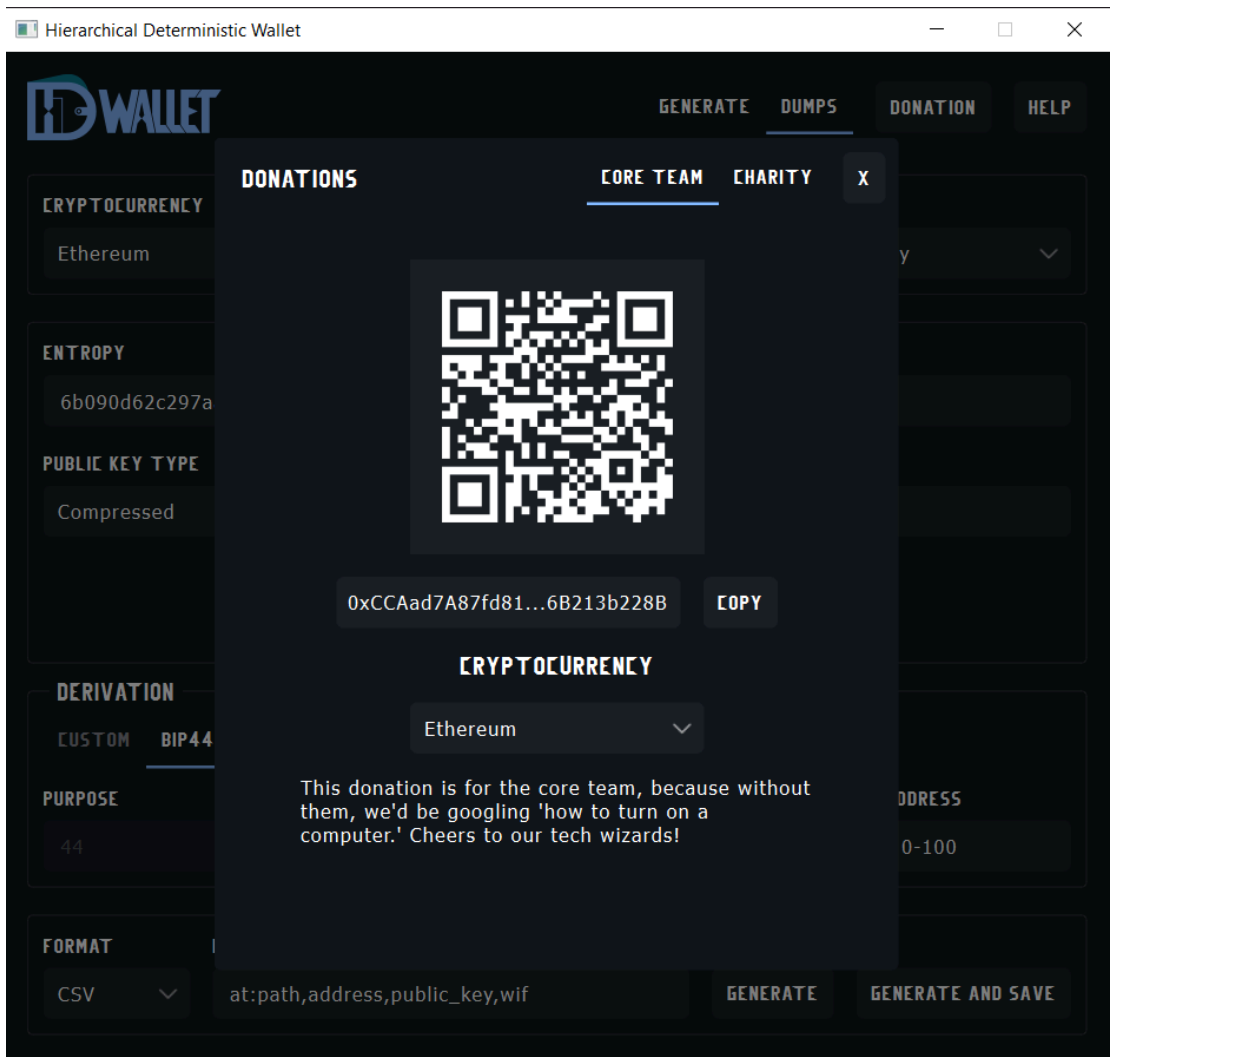 Hierarchical Deterministic Wallet
HD WALLET
GENERATE DUMPS DONATION HELP
DONATIONS CORE TEAM CHARITY X
CRYPTOCURRENCY
Ethereum y
ENTROPY
6b090d62c297a
PUBLIC KEY TYPE
Compressed
0xCCAad7A87fd81...6B213b228B COPY
CRYPTOCURRENCY
Ethereum
DERIVATION
CUSTOM BIP44
This donation is for the core team, because without
them, we'd be googling 'how to turn on a
computer.' Cheers to our tech wizards!
PURPOSE DDRESS
44 0-100
FORMAT
CSV at:path,address,public_key,wif GENERATE GENERATE AND SAVE